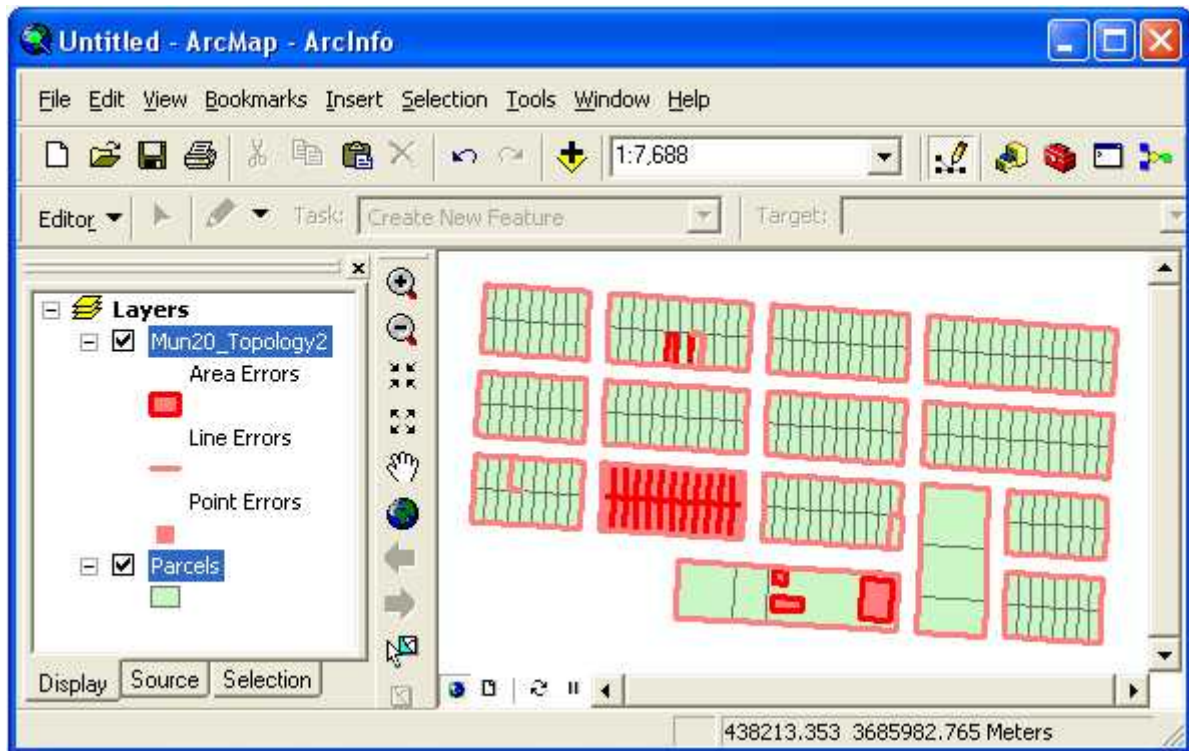 Untitled - ArcMap - ArcInfo
File Edit View Bookmarks Insert Selection Tools Window Help
1:7,688
Editor Task: Create New Feature Target:
Layers
Mun20_Topology2
Area Errors
Line Errors
Point Errors
Parcels
Display Source Selection
438213.353 3685982.765 Meters